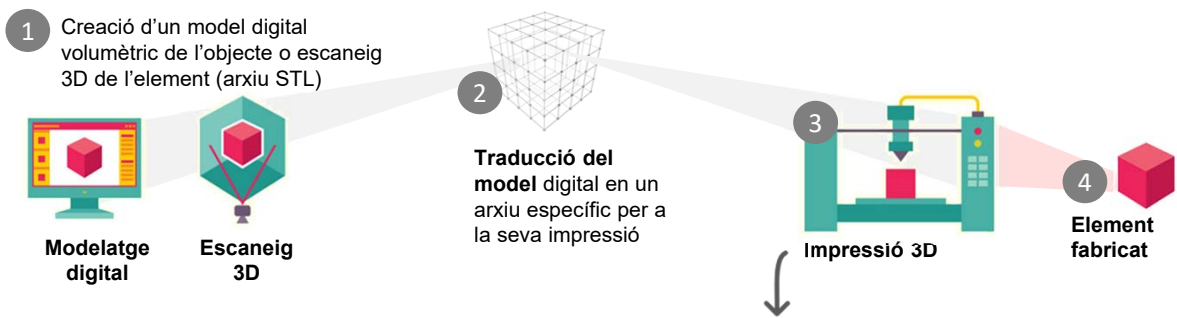 1
Creació d’un model digital
volumètric de l’objecte o escaneig
3D de l’element (arxiu STL)
Modelatge
digital
Escaneig
3D
2
Traducció del
model digital en un
arxiu específic per a
la seva impressió
3
Impressió 3D
4
Element
fabricat